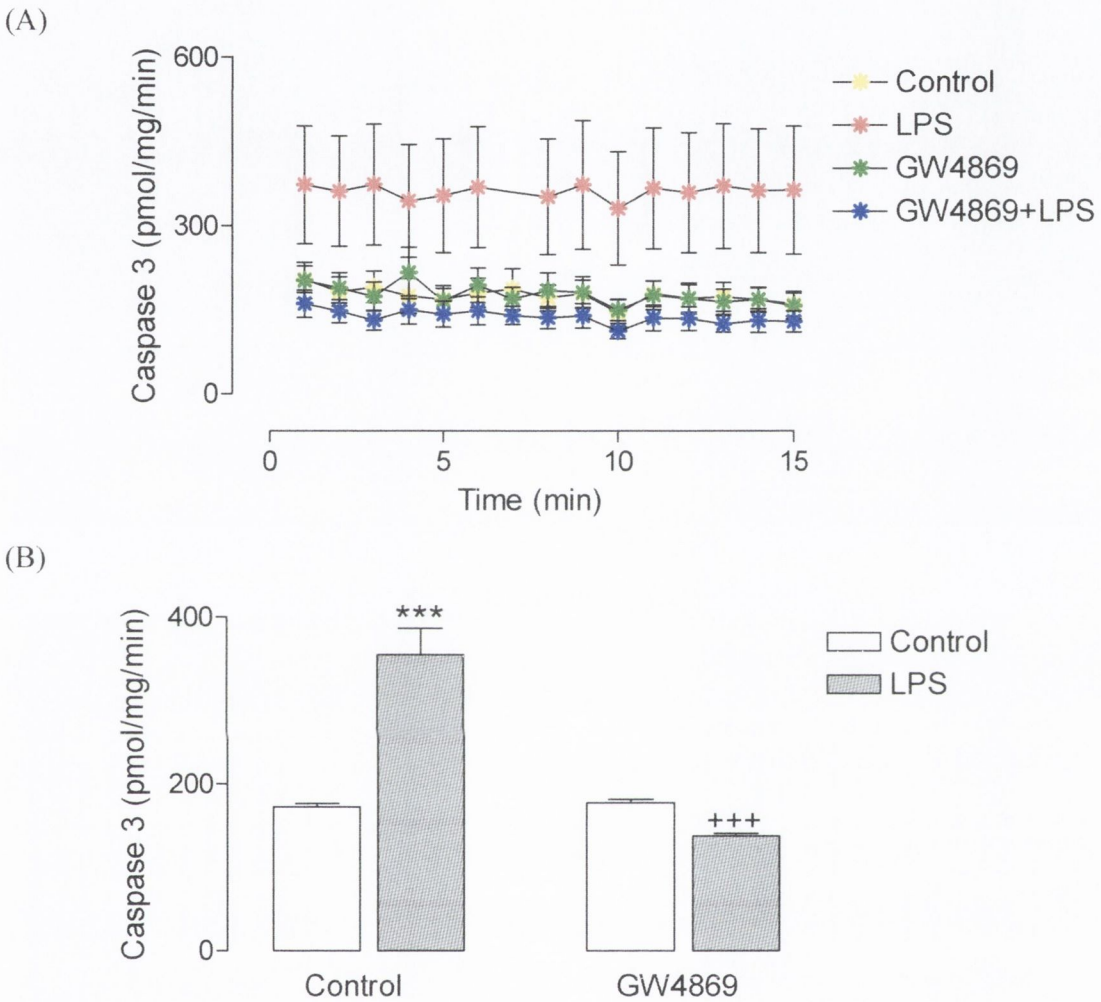 (A)
Caspase 3 (pmol/mg/min)
600
300
0
0 5 10 15
Time (min)
Control
LPS
GW4869
GW4869+LPS
(B)
Caspase 3 (pmol/mg/min)
400
200
0
***
+++
Control GW4869
Control
LPS